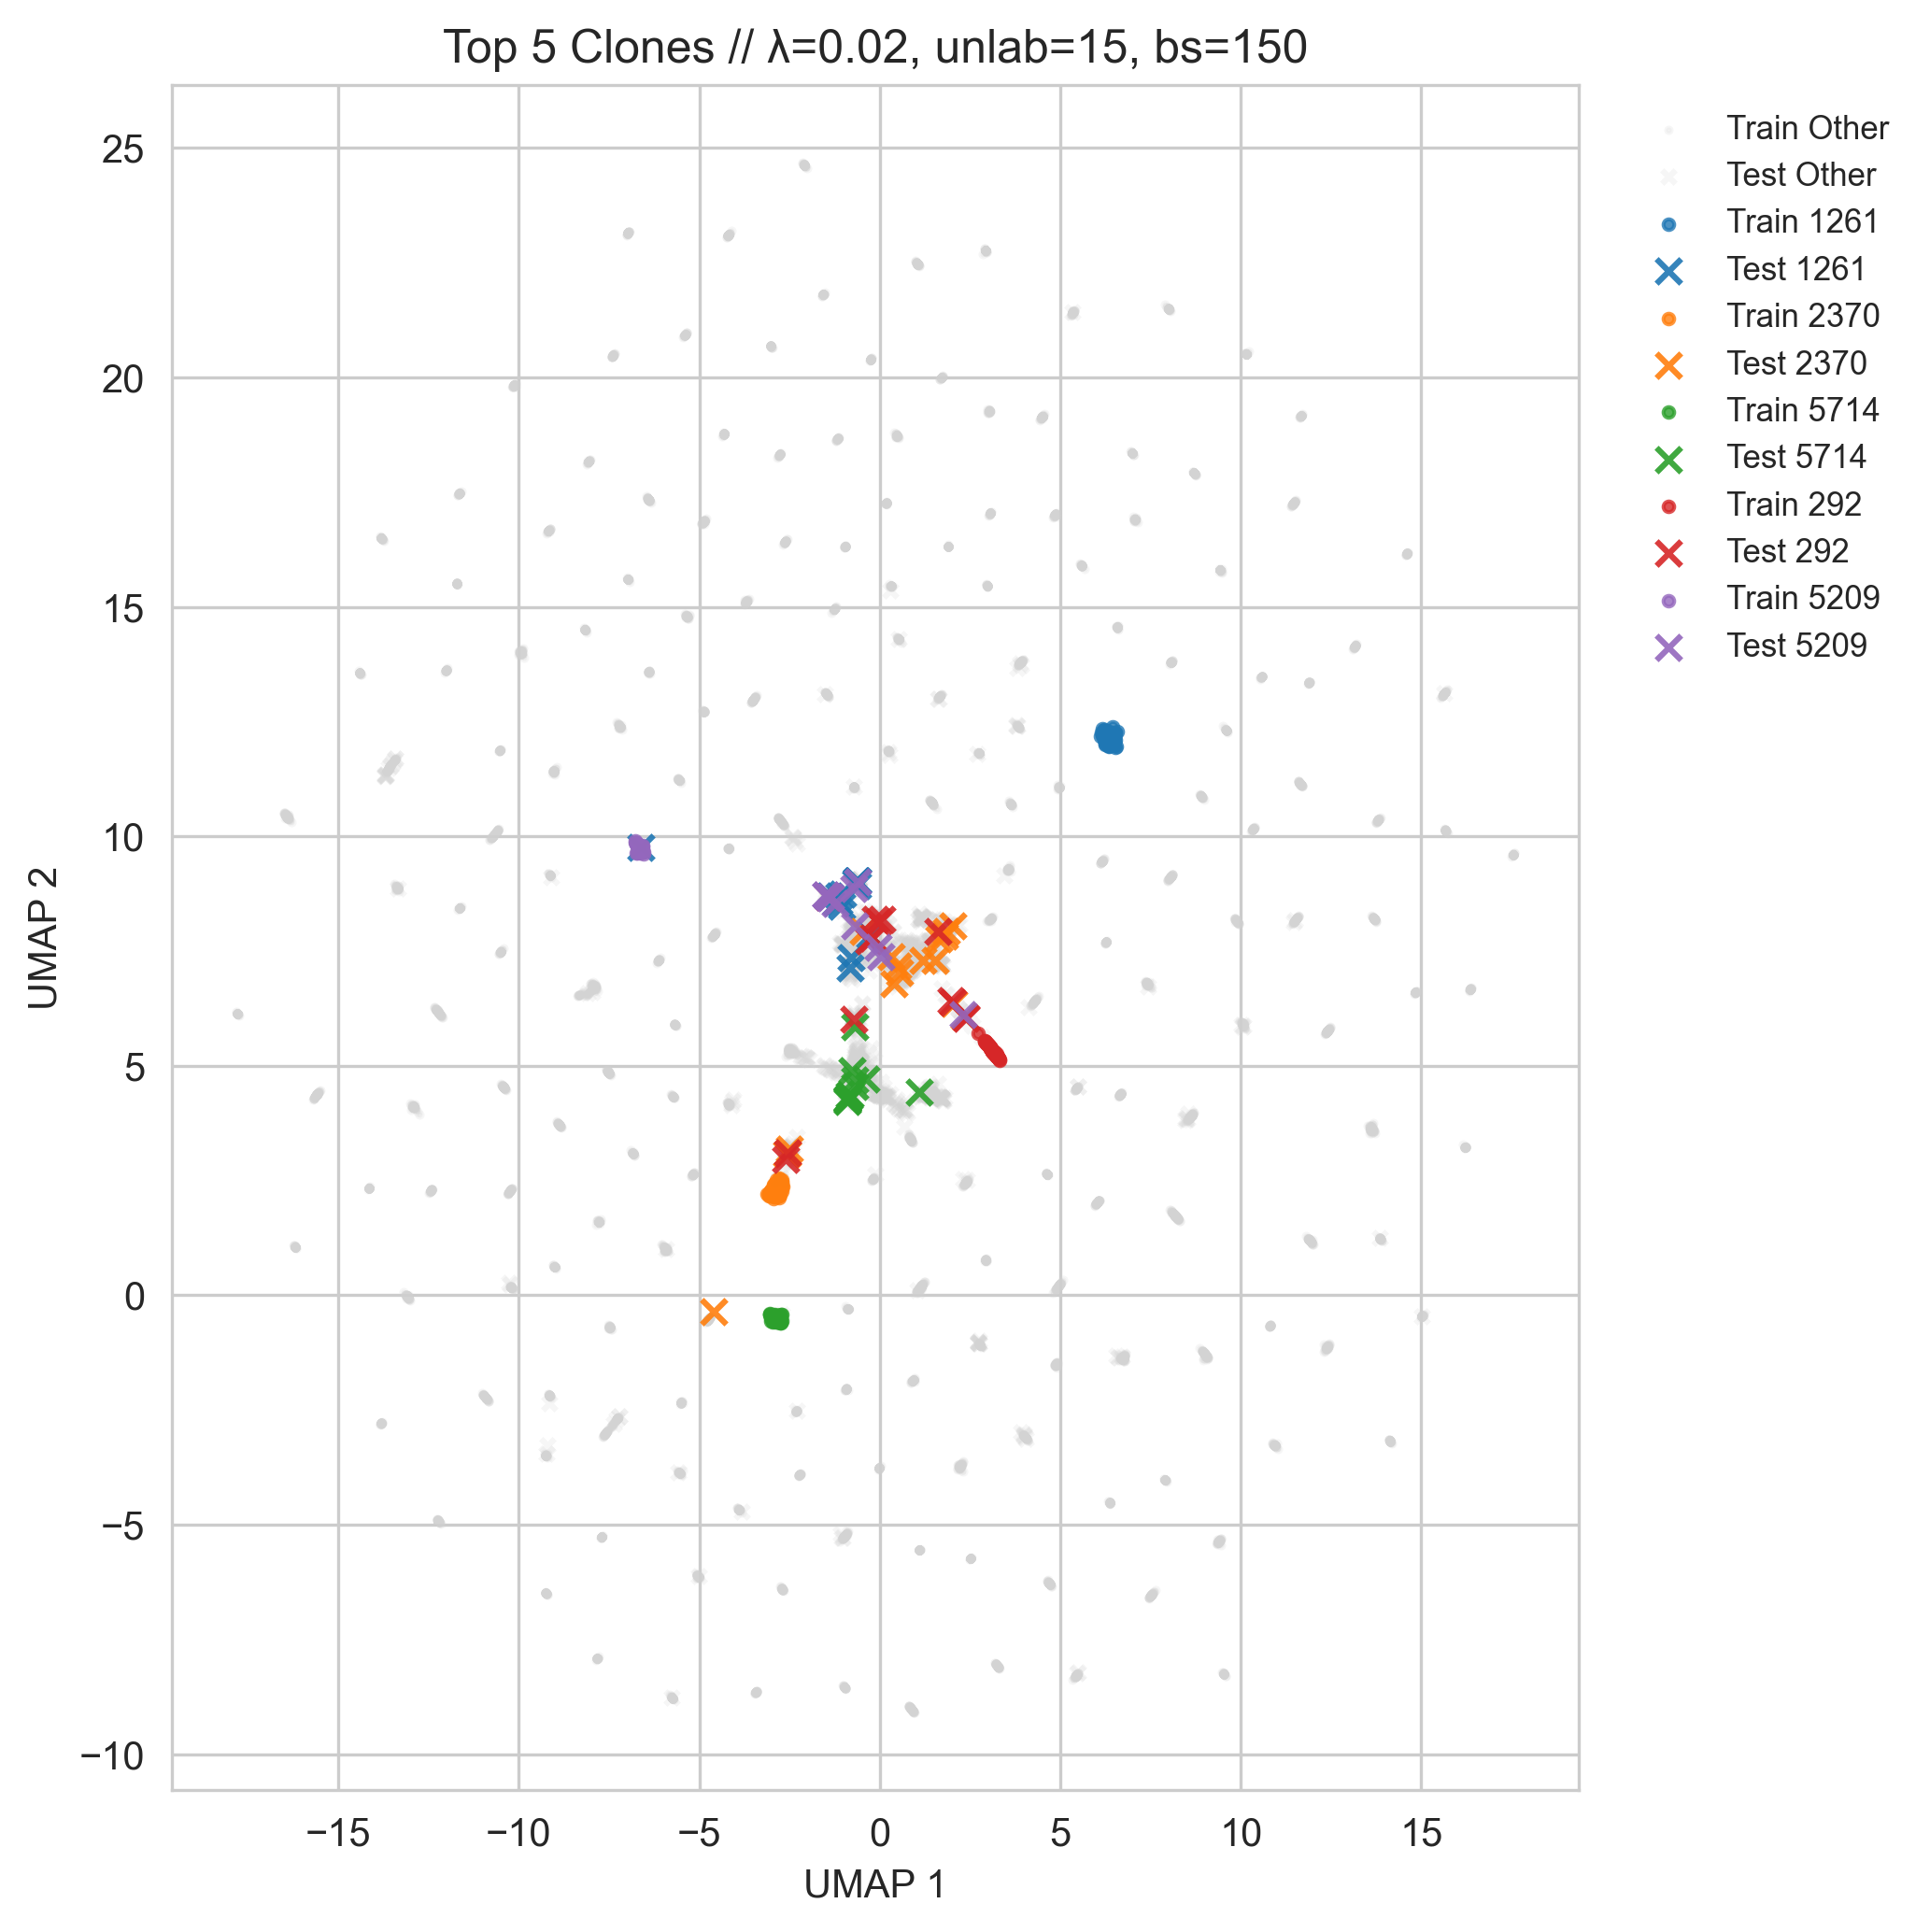 Top 5 Clones // λ=0.02, unlab=15, bs=150
25
20
15
10
5
0
−5
−10
UMAP 2
−15
−10
−5
0
5
10
15
UMAP 1
Train Other
Test Other
Train 1261
Test 1261
Train 2370
Test 2370
Train 5714
Test 5714
Train 292
Test 292
Train 5209
Test 5209